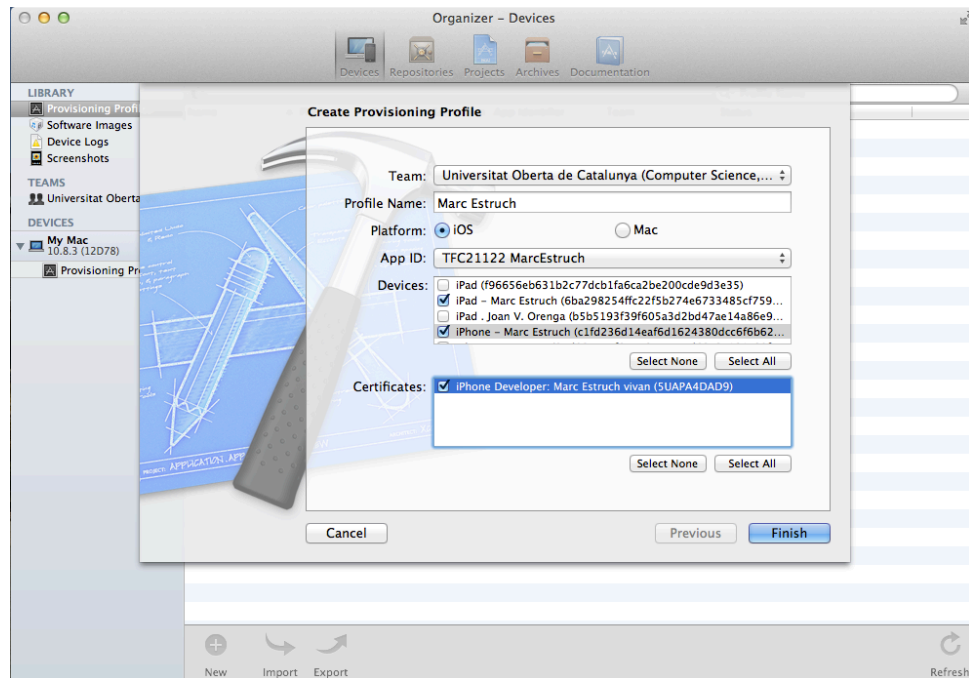 Organizer – Devices
Devices Repositories Projects Archives Documentation
LIBRARY
Provisioning Profi
Software Images
Device Logs
Screenshots
TEAMS
Universitat Oberta
DEVICES
My Mac
10.8.3 (12D78)
Provisioning Pr
Create Provisioning Profile
Team: Universitat Oberta de Catalunya (Computer Science,...
Profile Name: Marc Estruch
Platform: iOS Mac
App ID: TFC21122 MarcEstruch
Devices: iPad (f96656eb631b2c77dcb1fa6ca2be200cde9d3e35)
iPad – Marc Estruch (6ba298254ffc22f5b274e6733485cf759...
iPad . Joan V. Orenga (b5b5193f39f605a3d2bd47ae14a86e9...
iPhone – Marc Estruch (c1fd236d14eaf6d1624380dcc6f6b62...
Select None Select All
Certificates: iPhone Developer: Marc Estruch vivan (5UAPA4DAD9)
Select None Select All
PROJECT: APPLICATION.APP
Cancel Previous Finish
New Import Export Refresh